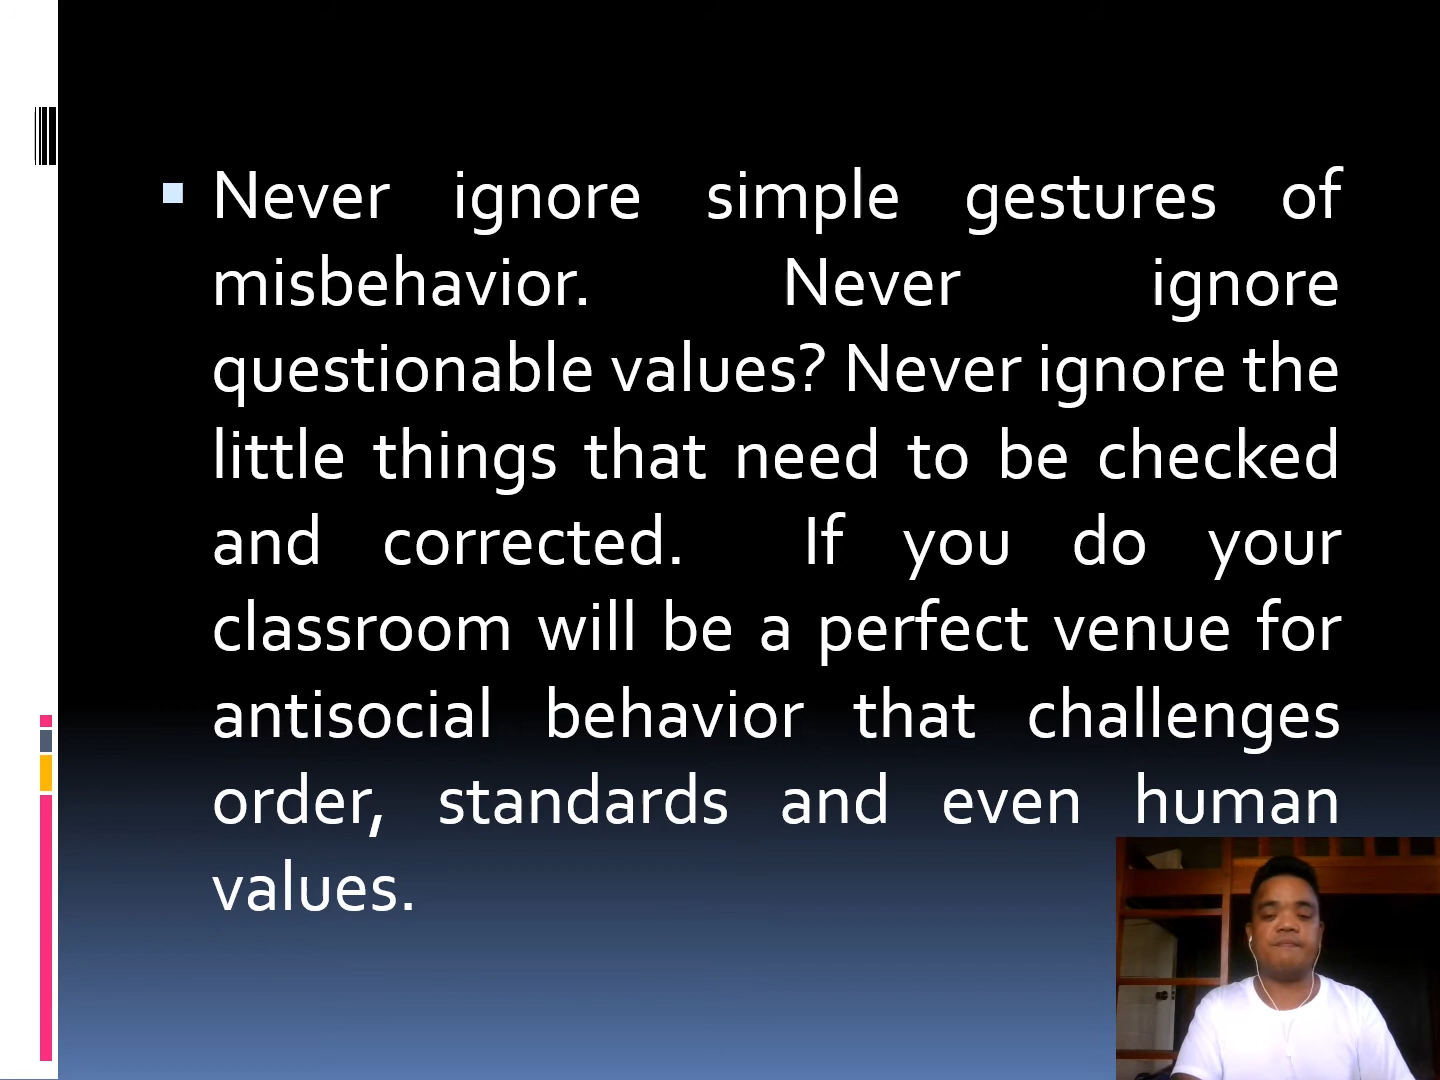 Never ignore simple gestures of
misbehavior. Never ignore
questionable values? Never ignore the
little things that need to be checked
and corrected. If you do your
classroom will be a perfect venue for
antisocial behavior that challenges
order, standards and even human
values.